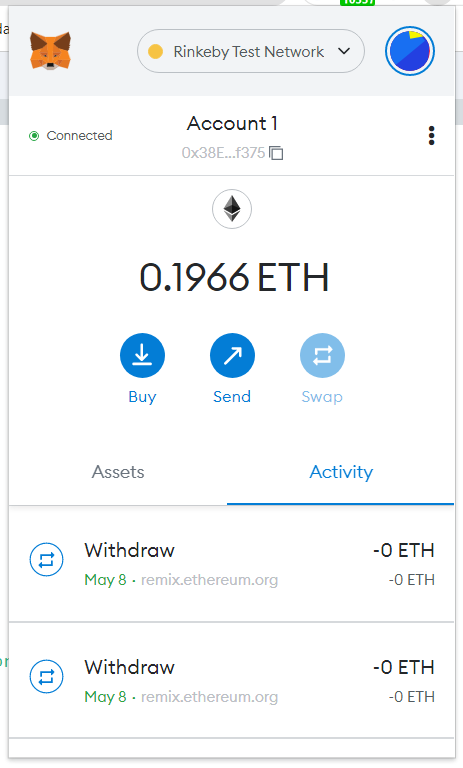 Rinkeby Test Network
Connected
Account 1
0x38E...f375
0.1966 ETH
Buy
Send
Swap
Assets
Activity
Withdraw
-0 ETH
May 8 · remix.ethereum.org
-0 ETH
Withdraw
-0 ETH
May 8 · remix.ethereum.org
-0 ETH